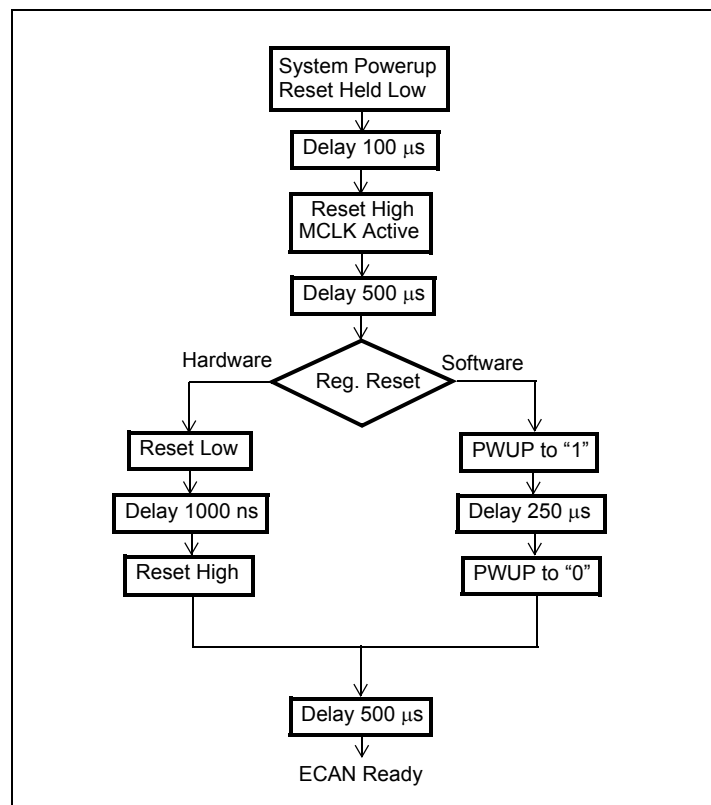 System Powerup
Reset Held Low
Delay 100 μs
Reset High
MCLK Active
Delay 500 μs
Hardware
Software
Reg. Reset
Reset Low
PWUP to “1”
Delay 1000 ns
Delay 250 μs
Reset High
PWUP to “0”
Delay 500 μs
ECAN Ready